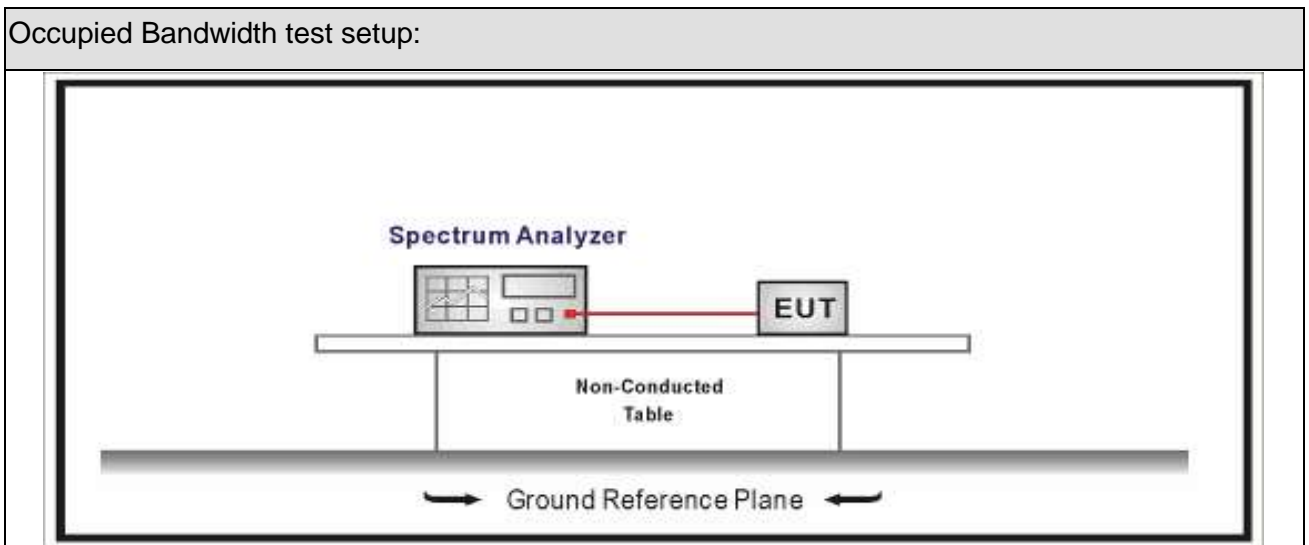 Occupied Bandwidth test setup:
Spectrum Analyzer
EUT
Non-Conducted
Table
Ground Reference Plane